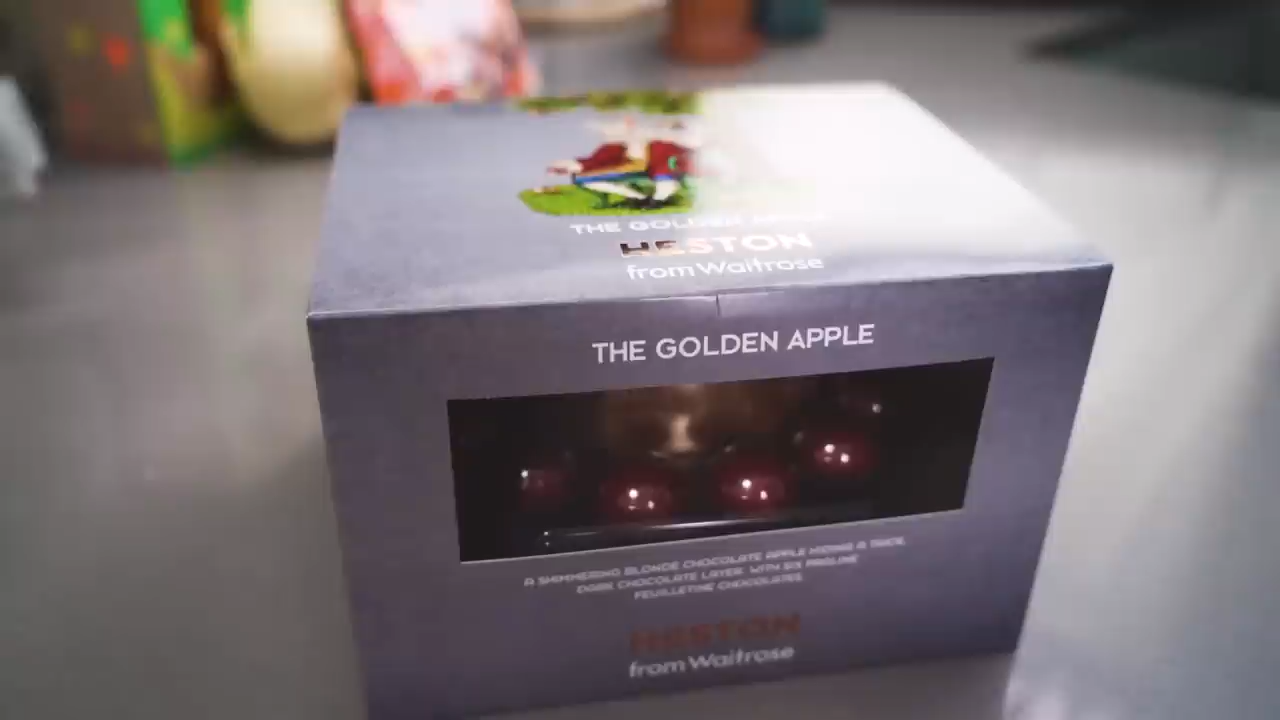 THE GOLDEN APPLE
HESTON
from Waitrose
THE GOLDEN APPLE
A SHIMMERING BLONDE CHOCOLATE APPLE HIDING A THICK
DARK CHOCOLATE LAYER WITH SIX PRALINE
FEUILLETINE CHOCOLATES
HESTON
from Waitrose